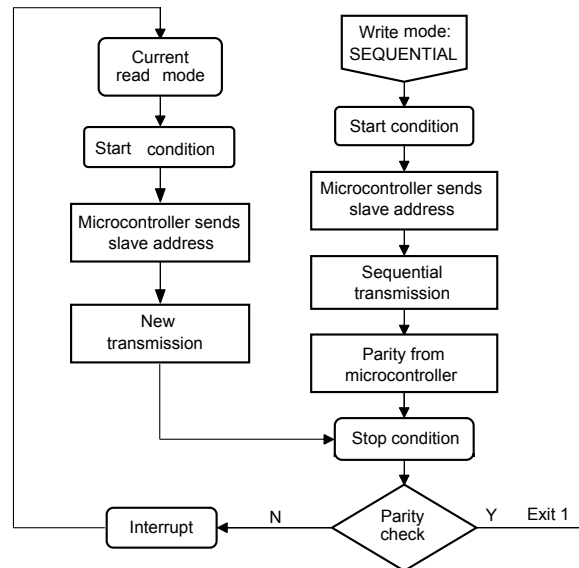 Current
read mode
Start condition
Microcontroller sends
slave address
New
transmission
Write mode:
SEQUENTIAL
Start condition
Microcontroller sends
slave address
Sequential
transmission
Parity from
microcontroller
Stop condition
Parity
check
Y
Exit 1
N
Interrupt